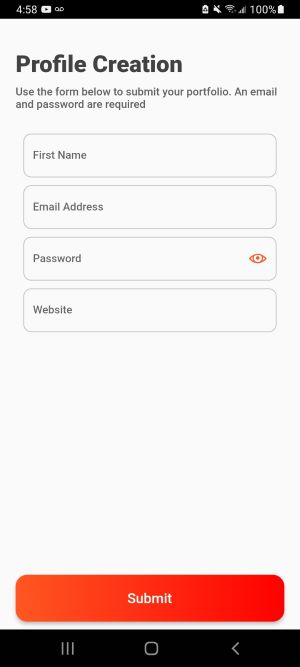 4:58 100%
Profile Creation
Use the form below to submit your portfolio. An email
and password are required
First Name
Email Address
Password
Website
Submit